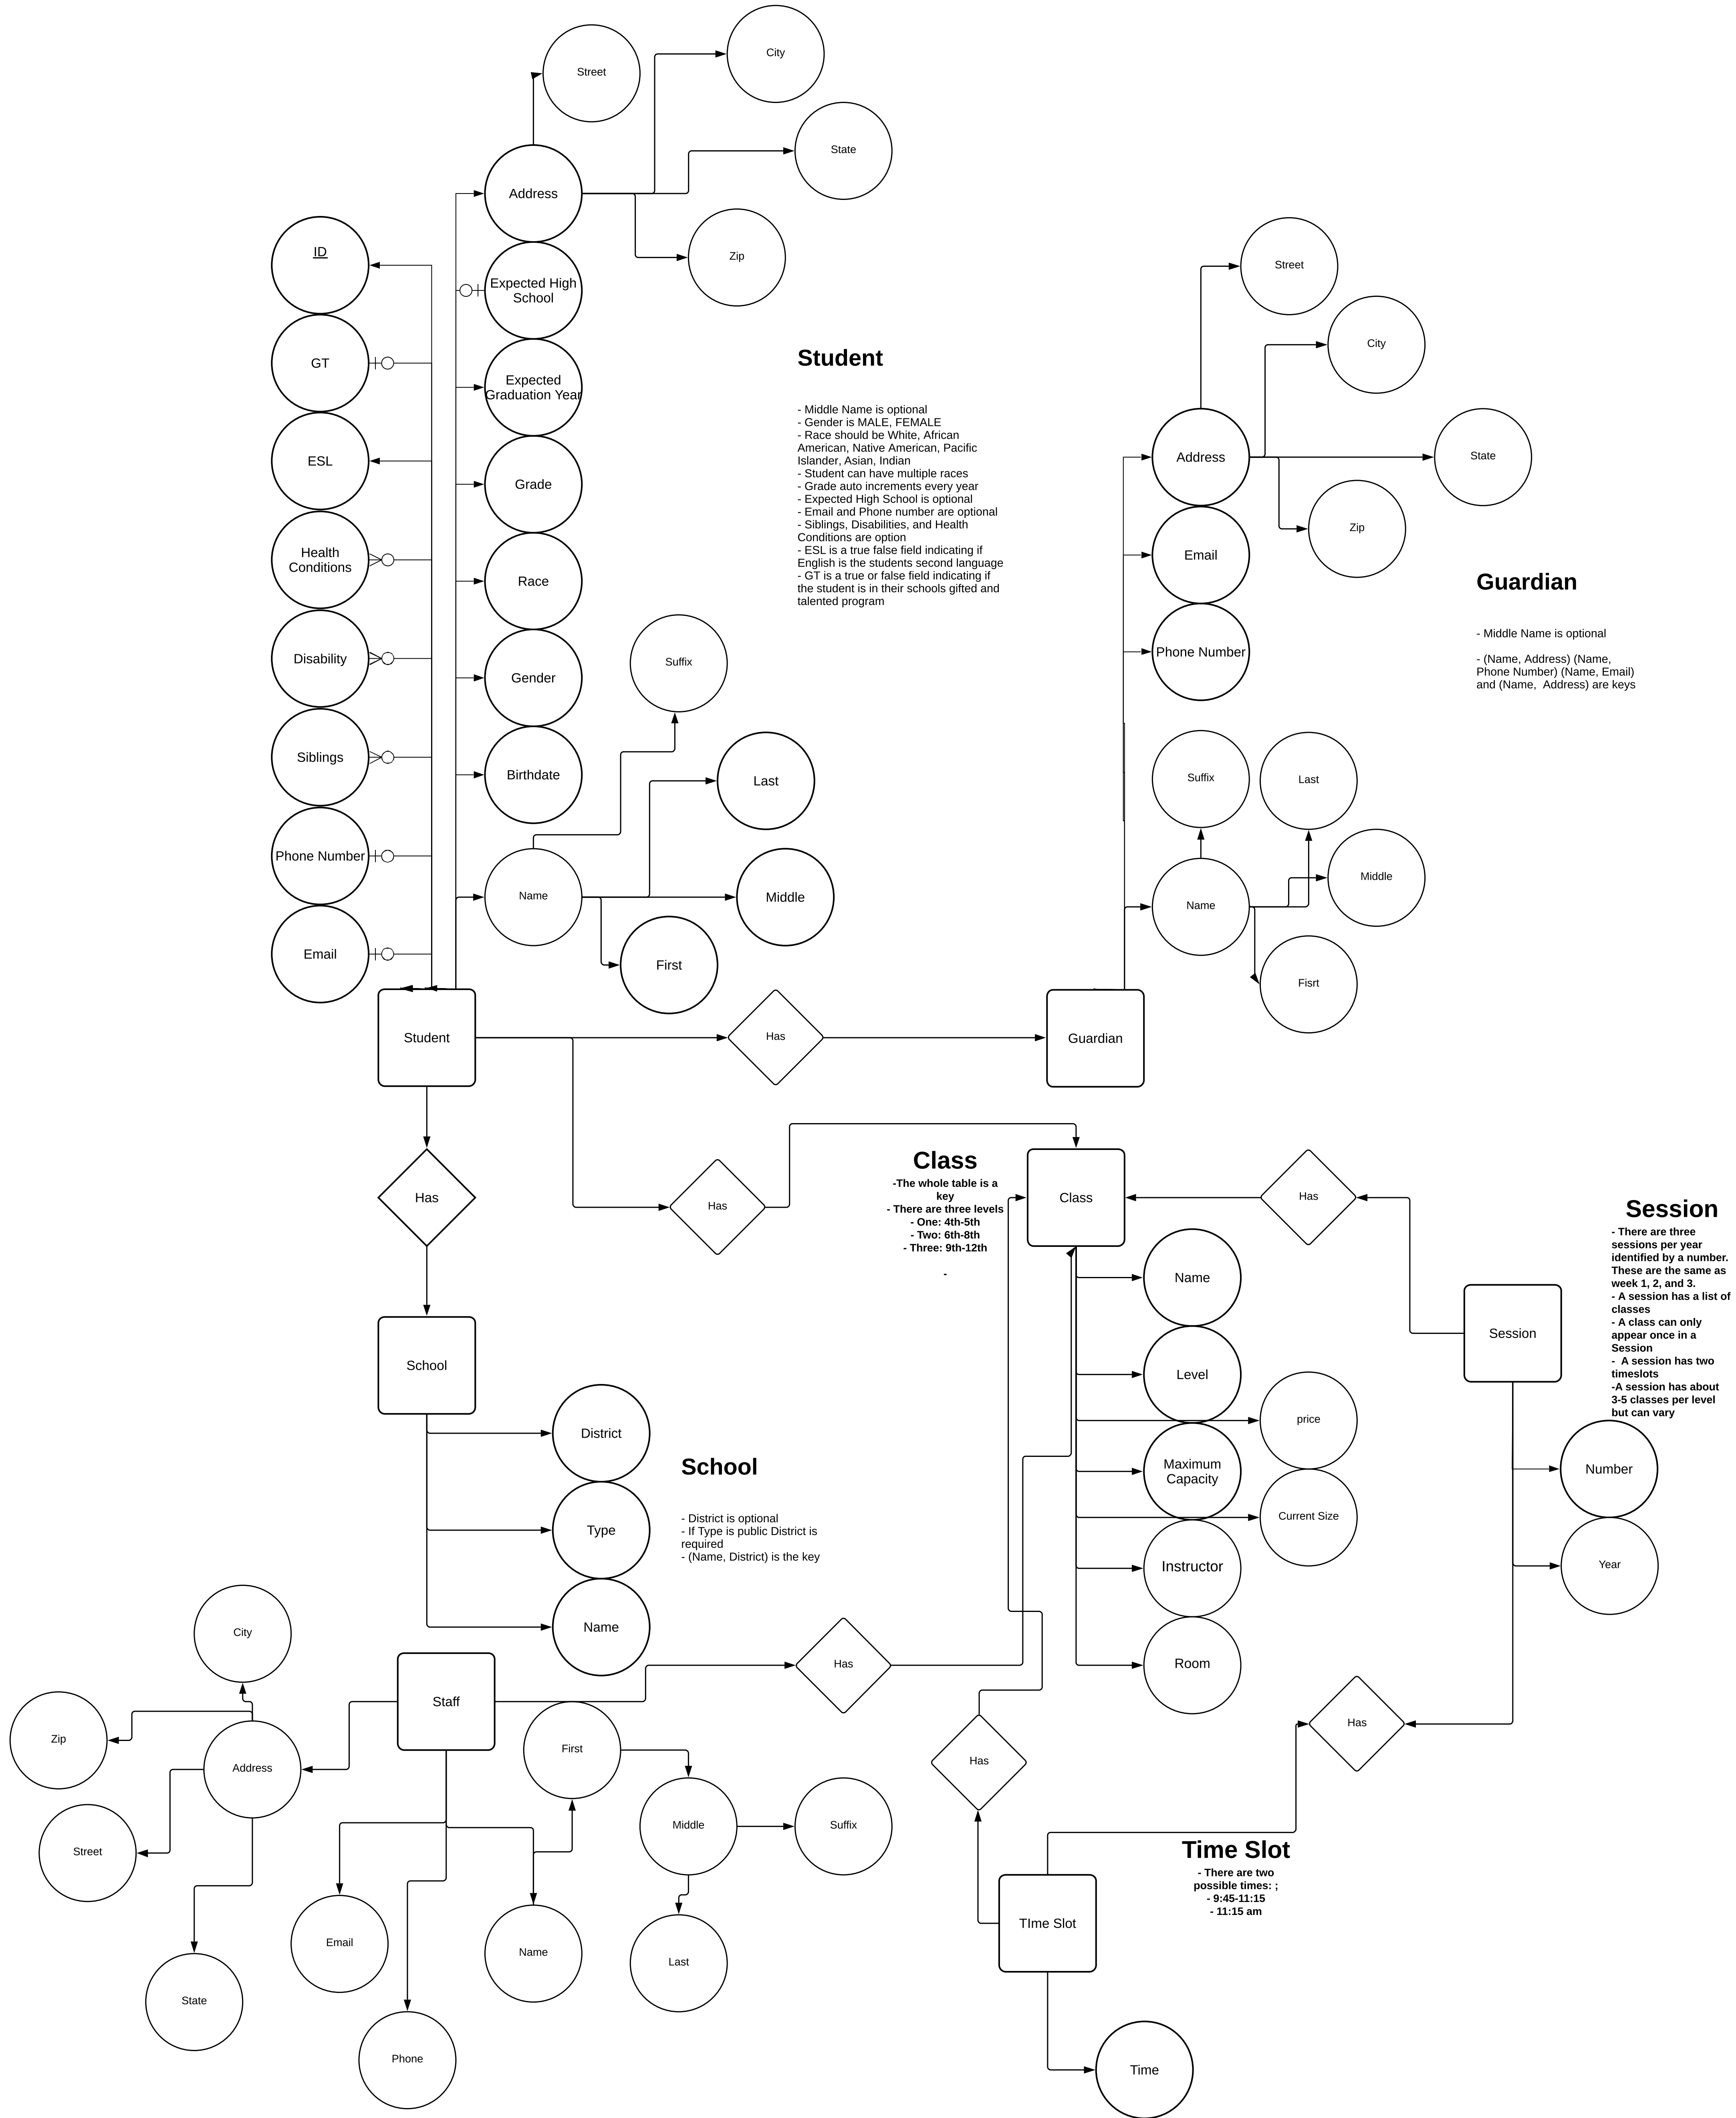 Street
City
State
Address
Zip
ID
Expected High
School
GT
Expected
Graduation Year
ESL
Grade
Health
Conditions
Race
Disability
Gender
Siblings
Birthdate
Phone Number
Email
Suffix
Last
Name
Middle
First
Student
- Middle Name is optional
- Gender is MALE, FEMALE
- Race should be White, African
American, Native American, Pacific
Islander, Asian, Indian
- Student can have multiple races
- Grade auto increments every year
- Expected High School is optional
- Email and Phone number are optional
- Siblings, Disabilities, and Health
Conditions are option
- ESL is a true false field indicating if
English is the students second language
- GT is a true or false field indicating if
the student is in their schools gifted and
talented program
Street
City
Address
State
Zip
Email
Phone Number
Guardian
- Middle Name is optional
- (Name, Address) (Name,
Phone Number) (Name, Email)
and (Name,  Address) are keys
Suffix
Last
Middle
Name
Fisrt
Student
Has
Guardian
Has
Has
Class
-The whole table is a
key
- There are three levels
- One: 4th-5th
- Two: 6th-8th
- Three: 9th-12th
-
Class
Has
Session
- There are three
sessions per year
identified by a number.
These are the same as
week 1, 2, and 3.
- A session has a list of
classes
- A class can only
appear once in a
Session
-  A session has two
timeslots
-A session has about
3-5 classes per level
but can vary
Session
Number
Year
Name
Level
price
Maximum
Capacity
Current Size
Instructor
Room
School
District
Type
Name
School
- District is optional
- If Type is public District is
required
- (Name, District) is the key
City
Zip
Address
Street
State
Staff
Has
First
Middle
Suffix
Email
Name
Last
Phone
Has
Has
Time Slot
- There are two
possible times: ;
- 9:45-11:15
- 11:15 am
TIme Slot
Time